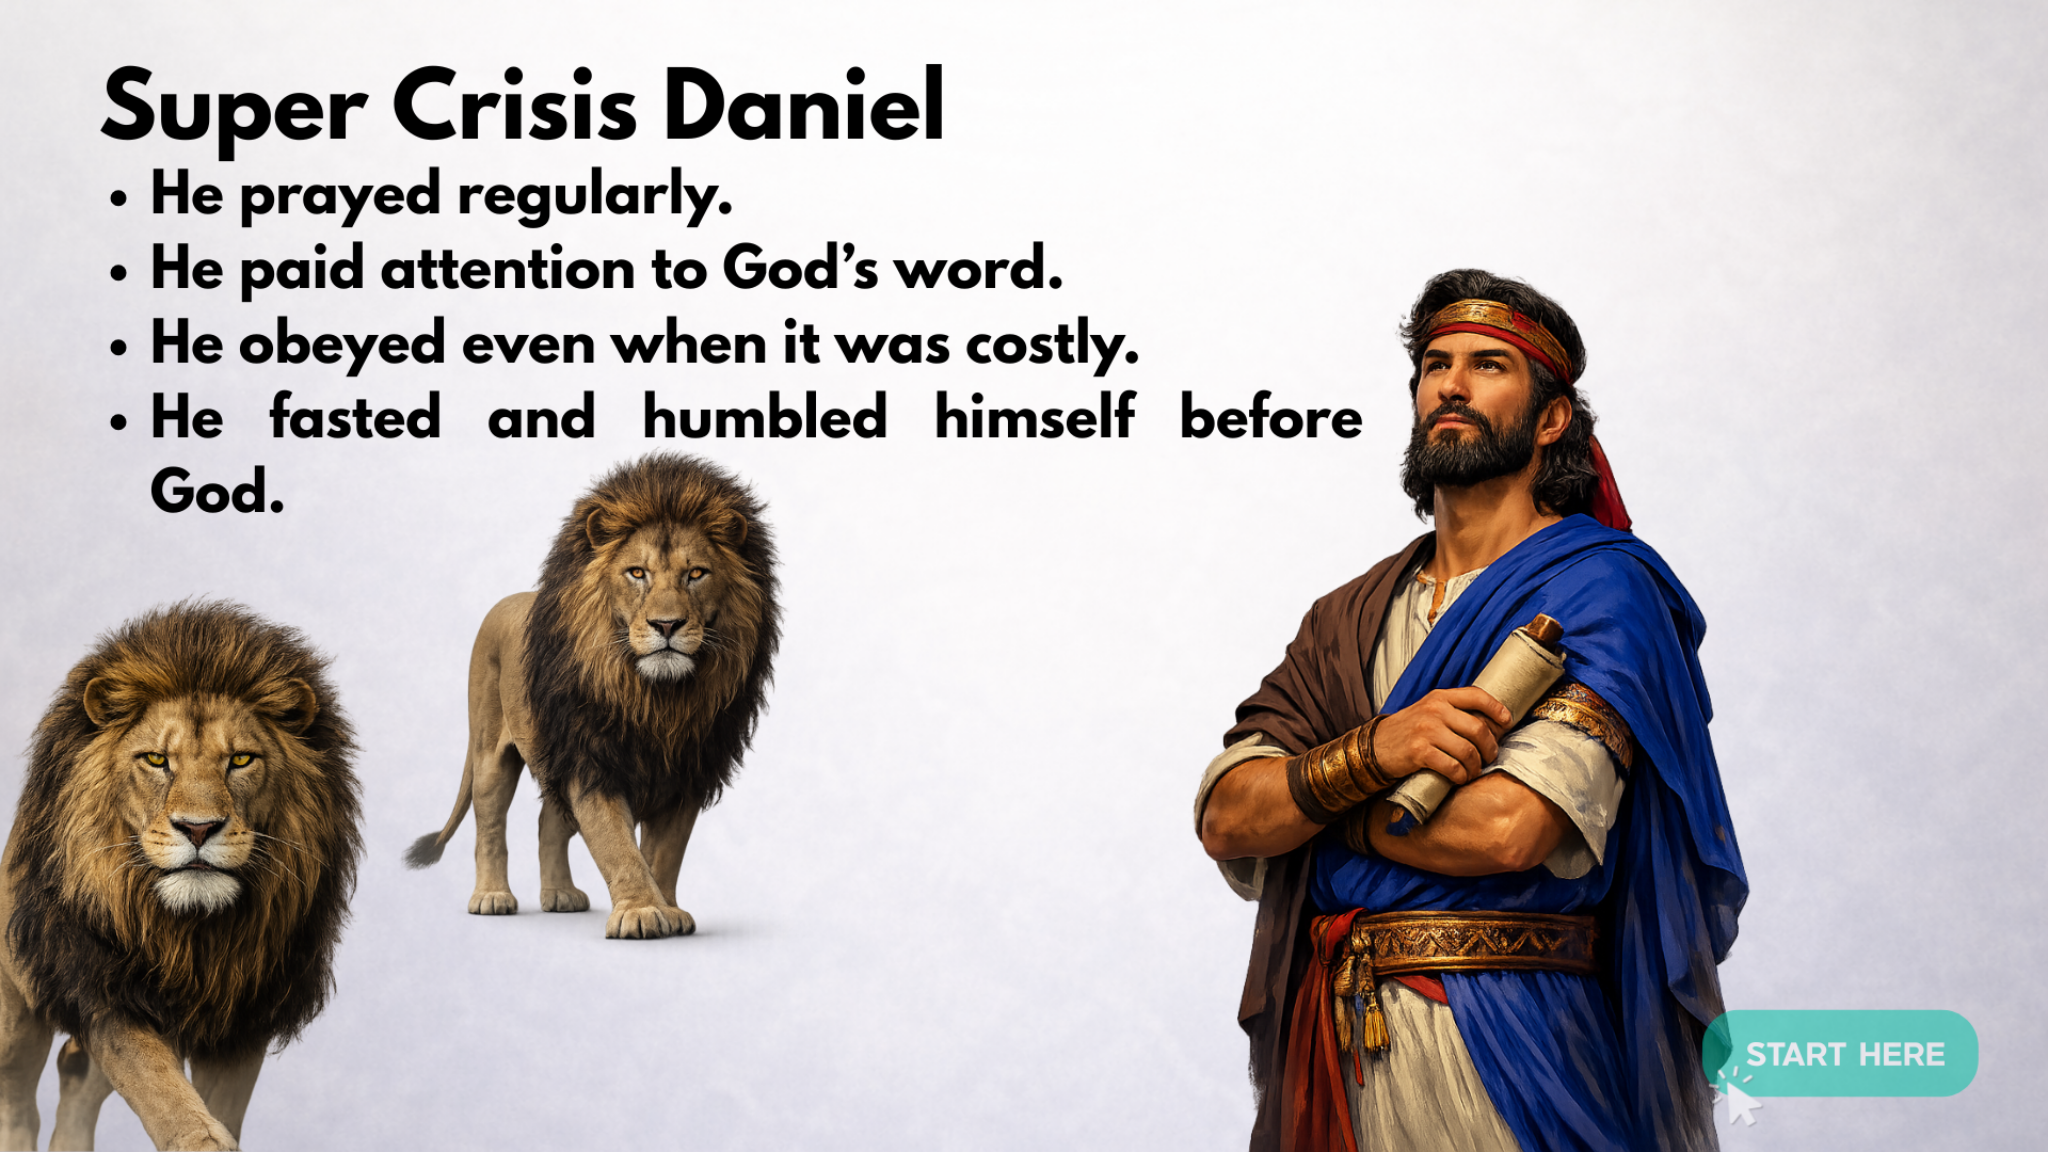 Super Crisis Daniel
• He prayed regularly.
• He paid attention to God’s word.
• He obeyed even when it was costly.
• He fasted and humbled himself before
God.
START HERE